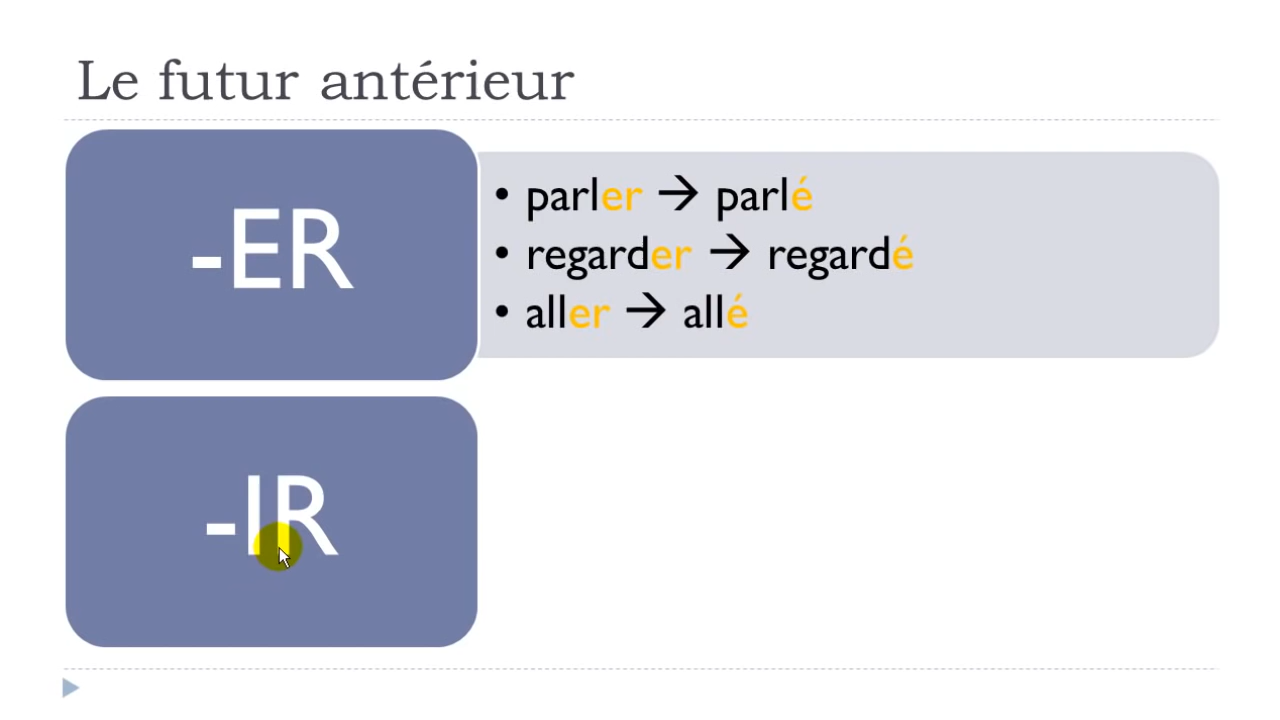 Le futur antérieur
-ER
• parler → parlé
• regarder → regardé
• aller → allé
-IR